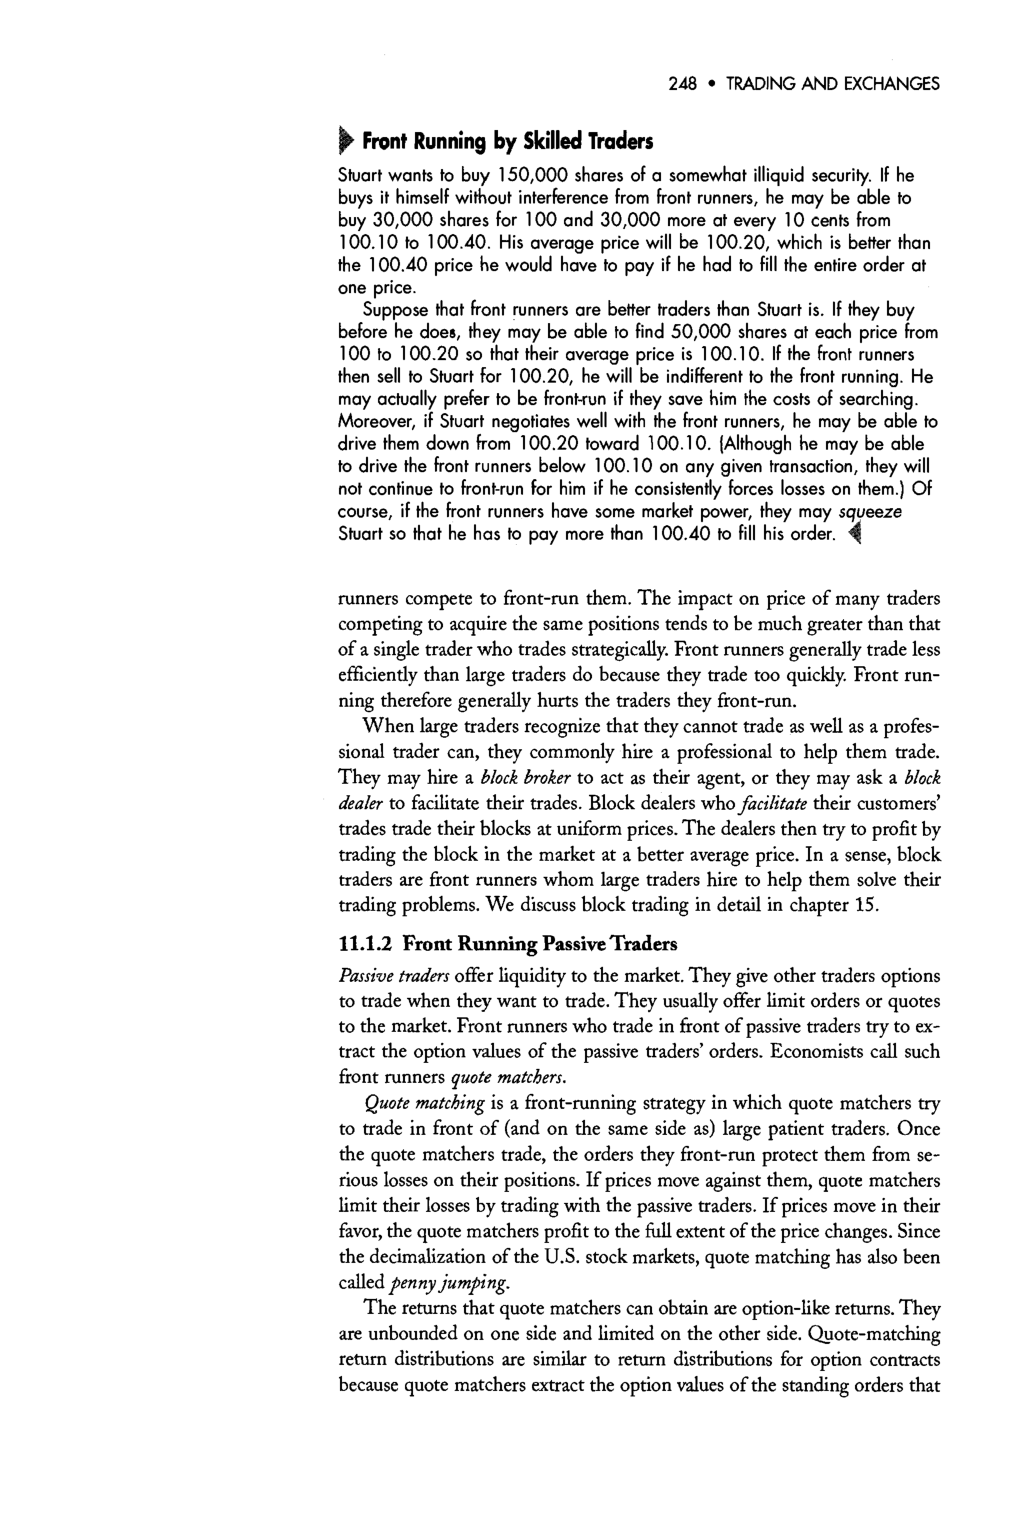 248 • TRADING AND EXCHANGES
Front Running by Skilled Traders
Stuart wants to buy 150,000 shares of a somewhat illiquid security. If he
buys it himself without interference from front runners, he may be able to
buy 30,000 shares for 100 and 30,000 more at every 10 cents from
100.10 to 100.40. His average price will be 100.20, which is better than
the 100.40 price he would have to pay if he had to fill the entire order at
one price.
Suppose that front runners are better traders than Stuart is. If they buy
before he does, they may be able to find 50,000 shares at each price from
100 to 100.20 so that their average price is 100.10. If the front runners
then sell to Stuart for 100.20, he will be indifferent to the front running. He
may actually prefer to be front-run if they save him the costs of searching.
Moreover, if Stuart negotiates well with the front runners, he may be able to
drive them down from 100.20 toward 100.10. (Although he may be able
to drive the front runners below 100.10 on any given transaction, they will
not continue to front-run for him if he consistently forces losses on them.) Of
course, if the front runners have some market power, they may squeeze
Stuart so that he has to pay more than 100.40 to fill his order.
runners compete to front-run them. The impact on price of many traders
competing to acquire the same positions tends to be much greater than that
of a single trader who trades strategically. Front runners generally trade less
efficiently than large traders do because they trade too quickly. Front run-
ning therefore generally hurts the traders they front-run.
When large traders recognize that they cannot trade as well as a profes-
sional trader can, they commonly hire a professional to help them trade.
They may hire a block broker to act as their agent, or they may ask a block
dealer to facilitate their trades. Block dealers who facilitate their customers'
trades trade their blocks at uniform prices. The dealers then try to profit by
trading the block in the market at a better average price. In a sense, block
traders are front runners whom large traders hire to help them solve their
trading problems. We discuss block trading in detail in chapter 15.
11.1.2 Front Running Passive Traders
Passive traders offer liquidity to the market. They give other traders options
to trade when they want to trade. They usually offer limit orders or quotes
to the market. Front runners who trade in front of passive traders try to ex-
tract the option values of the passive traders' orders. Economists call such
front runners quote matchers.
Quote matching is a front-running strategy in which quote matchers try
to trade in front of (and on the same side as) large patient traders. Once
the quote matchers trade, the orders they front-run protect them from se-
rious losses on their positions. If prices move against them, quote matchers
limit their losses by trading with the passive traders. If prices move in their
favor, the quote matchers profit to the full extent of the price changes. Since
the decimalization of the U.S. stock markets, quote matching has also been
called penny jumping.
The returns that quote matchers can obtain are option-like returns. They
are unbounded on one side and limited on the other side. Quote-matching
return distributions are similar to return distributions for option contracts
because quote matchers extract the option values of the standing orders that